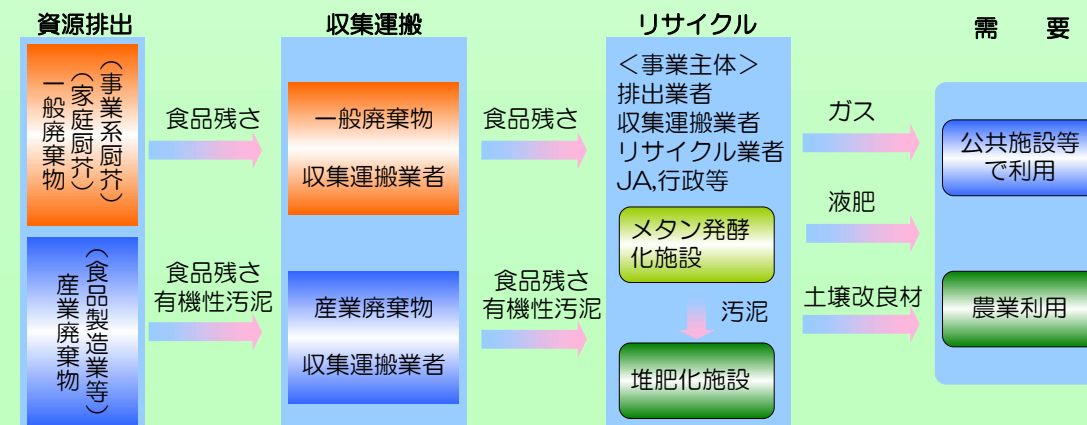 資源排出
収集運搬
リサイクル
需　要
一般廃棄物
（家庭厨芥）
（事業系厨芥）
食品残さ
一般廃棄物
収集運搬業者
食品残さ
＜事業主体＞
排出業者
収集運搬業者
リサイクル業者
JA,行政等
ガス
公共施設等
で利用
液肥
メタン発酵
化施設
産業廃棄物
（食品製造業等）
食品残さ
有機性汚泥
産業廃棄物
収集運搬業者
食品残さ
有機性汚泥
汚泥
土壌改良材
農業利用
堆肥化施設